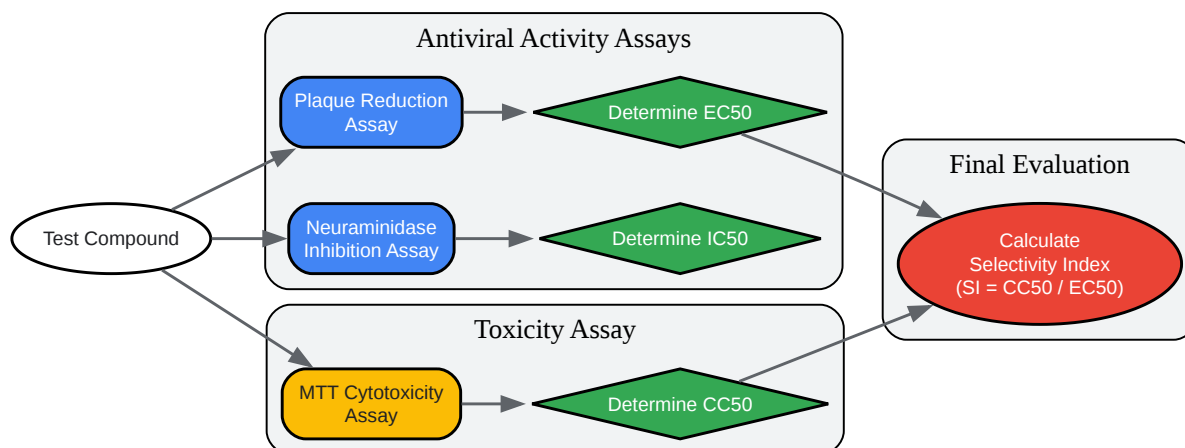 Antiviral Activity Assays
Plaque Reduction
Assay
Determine EC50
Final Evaluation
Test Compound
Neuraminidase
Inhibition Assay
Determine IC50
Calculate
Selectivity Index
(SI = CC50 / EC50)
Toxicity Assay
MTT Cytotoxicity
Assay
Determine CC50